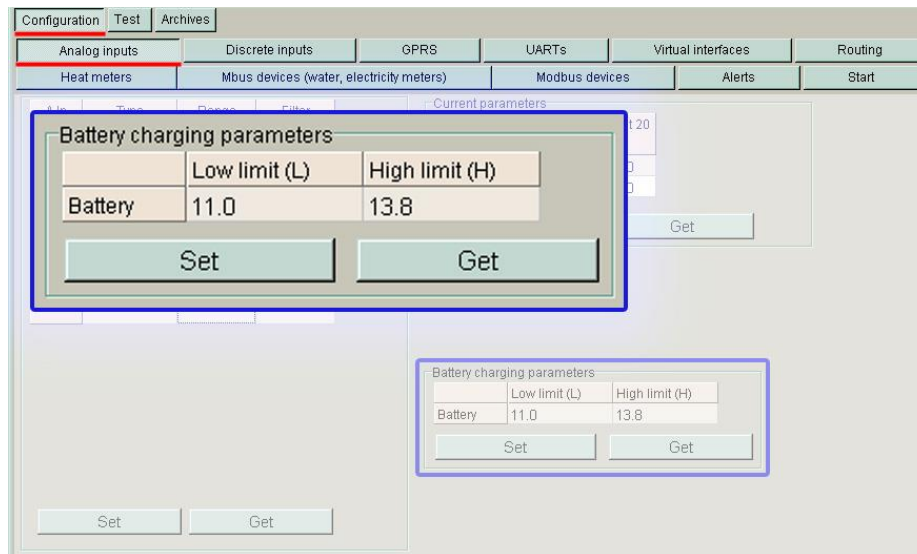 Configuration Test Archives
Analog inputs Discrete inputs GPRS UARTs Virtual interfaces Routing
Heat meters Mbus devices (water, electricity meters) Modbus devices Alerts Start
Current parameters
Battery charging parameters
Low limit (L) High limit (H)
Battery 11.0 13.8
Set Get
Get
Battery charging parameters
Low limit (L) High limit (H)
Battery 11.0 13.8
Set Get
Set Get